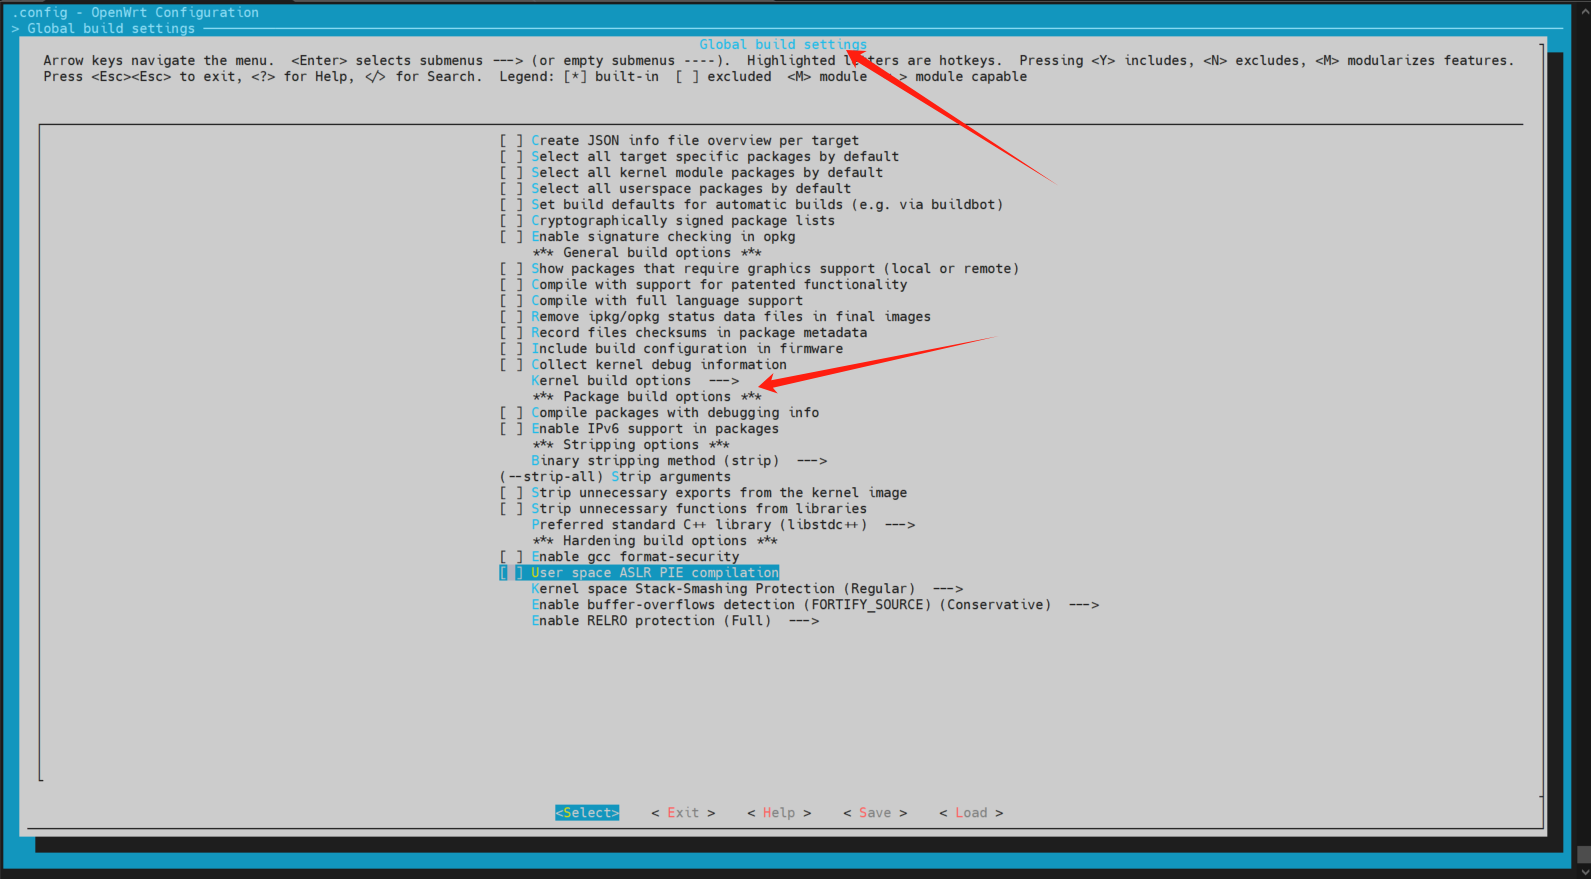 .config - OpenWrt Configuration
> Global build settings
Global build settings
Arrow keys navigate the menu.  <Enter> selects submenus ---> (or empty submenus ----).  Highlighted letters are hotkeys.  Pressing <Y> includes, <N> excludes, <M> modularizes features.
Press <Esc><Esc> to exit, <?> for Help, </> for Search.  Legend: [*] built-in  [ ] excluded  <M> module  > module capable
[ ] Create JSON info file overview per target
[ ] Select all target specific packages by default
[ ] Select all kernel module packages by default
[ ] Select all userspace packages by default
[ ] Set build defaults for automatic builds (e.g. via buildbot)
[ ] Cryptographically signed package lists
[ ] Enable signature checking in opkg
*** General build options ***
[ ] Show packages that require graphics support (local or remote)
[ ] Compile with support for patented functionality
[ ] Compile with full language support
[ ] Remove ipkg/opkg status data files in final images
[ ] Record files checksums in package metadata
[ ] Include build configuration in firmware
[ ] Collect kernel debug information
Kernel build options  --->
*** Package build options ***
[ ] Compile packages with debugging info
[ ] Enable IPv6 support in packages
*** Stripping options ***
Binary stripping method (strip)  --->
(--strip-all) Strip arguments
[ ] Strip unnecessary exports from the kernel image
[ ] Strip unnecessary functions from libraries
Preferred standard C++ library (libstdc++)  --->
*** Hardening build options ***
[ ] Enable gcc format-security
[ ] User space ASLR PIE compilation
Kernel space Stack-Smashing Protection (Regular)  --->
Enable buffer-overflows detection (FORTIFY_SOURCE) (Conservative)  --->
Enable RELRO protection (Full)  --->
<Select>    < Exit >    < Help >    < Save >    < Load >